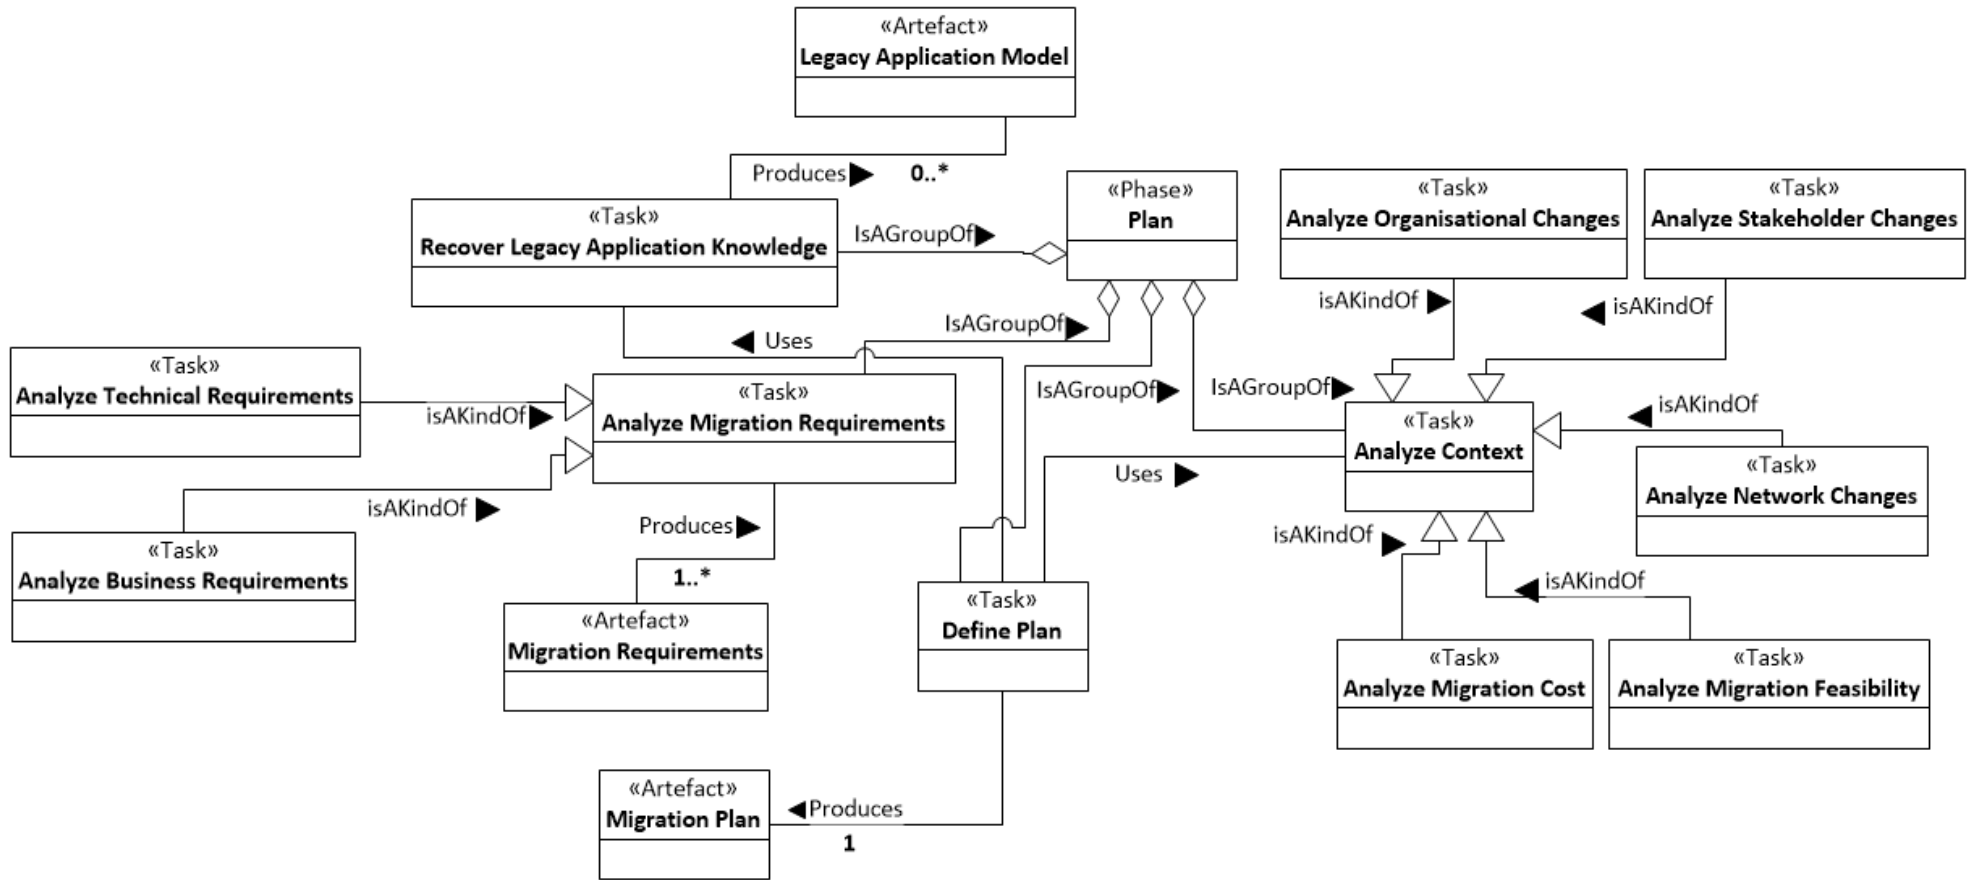 «Artefact»
Legacy Application Model
Produces
0..*
«Task»
Recover Legacy Application Knowledge
IsAGroupOf
«Phase»
Plan
«Task»
Analyze Organisational Changes
«Task»
Analyze Stakeholder Changes
isAKindOf
isAKindOf
IsAGroupOf
Uses
«Task»
Analyze Technical Requirements
isAKindOf
«Task»
Analyze Migration Requirements
IsAGroupOf
IsAGroupOf
«Task»
Analyze Context
isAKindOf
«Task»
Analyze Network Changes
Uses
isAKindOf
«Task»
Analyze Business Requirements
Produces
1..*
«Artefact»
Migration Requirements
«Task»
Define Plan
isAKindOf
isAKindOf
«Task»
Analyze Migration Cost
«Task»
Analyze Migration Feasibility
«Artefact»
Migration Plan
Produces
1